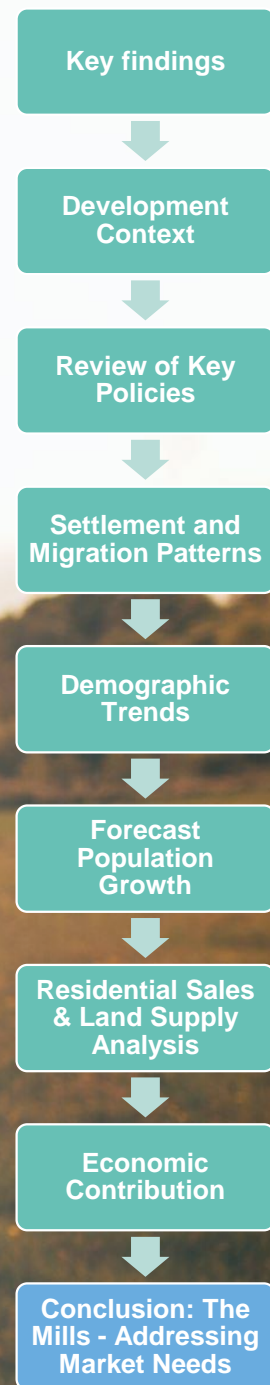 Key findings
Development
Context
Review of Key
Policies
Settlement and
Migration Patterns
Demographic
Trends
Forecast
Population
Growth
Residential Sales
& Land Supply
Analysis
Economic
Contribution
Conclusion: The
Mills - Addressing
Market Needs